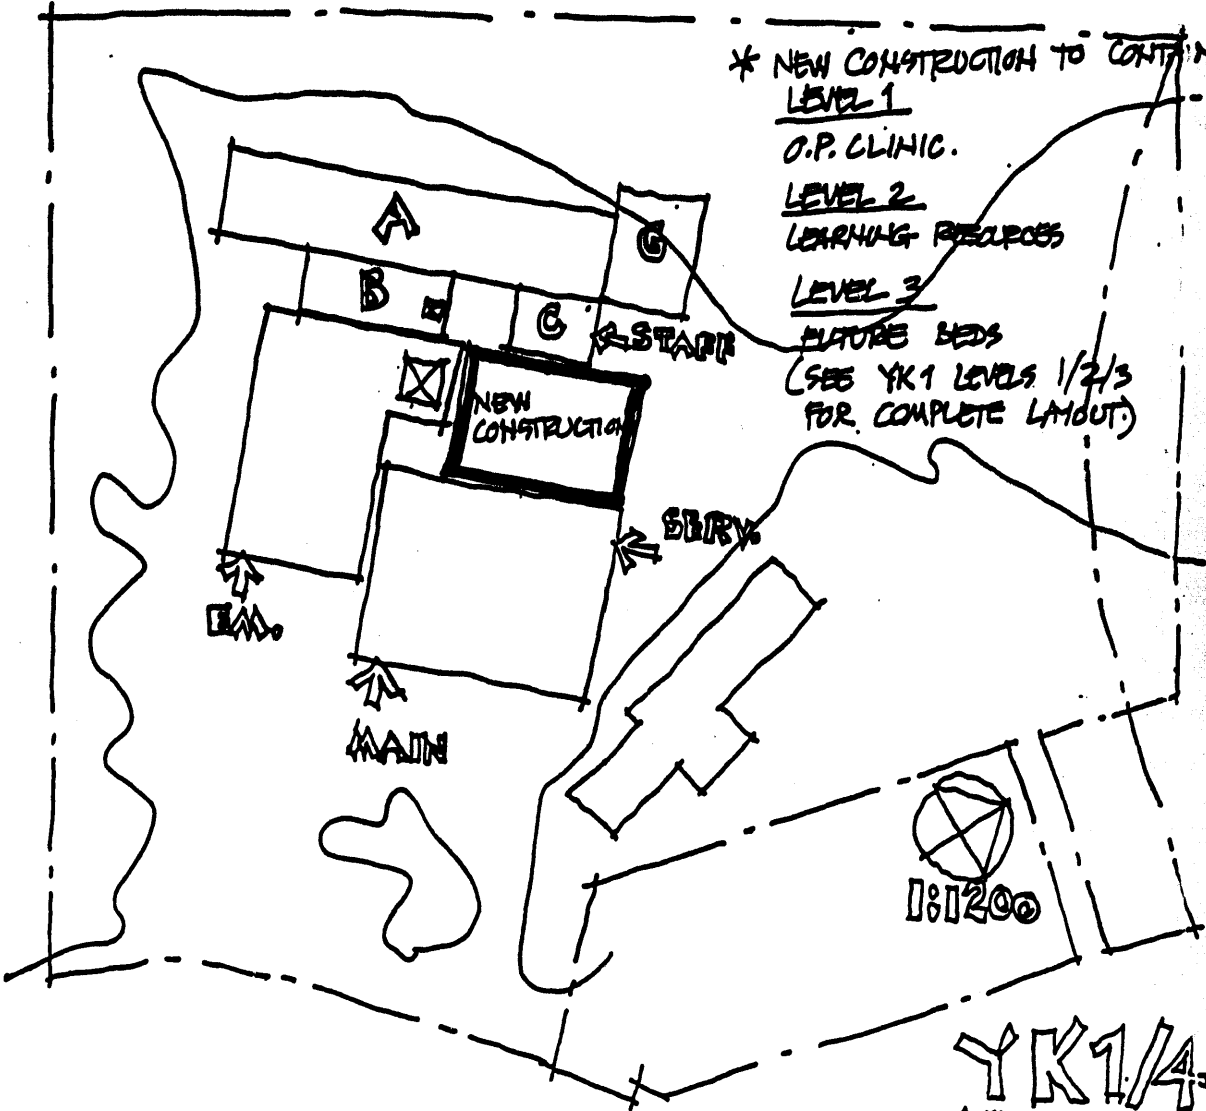 * NEW CONSTRUCTION TO CONTAIN
LEVEL 1
O.P. CLINIC.
LEVEL 2
LEARNING RESOURCES
LEVEL 3
FUTURE BEDS
(SEE YK1 LEVELS 1/2/3
FOR COMPLETE LAYOUT.)
A
G
B
C
STAFF
NEW
CONSTRUCTION
SERV.
EM.
MAIN
1:1200
YK1/4